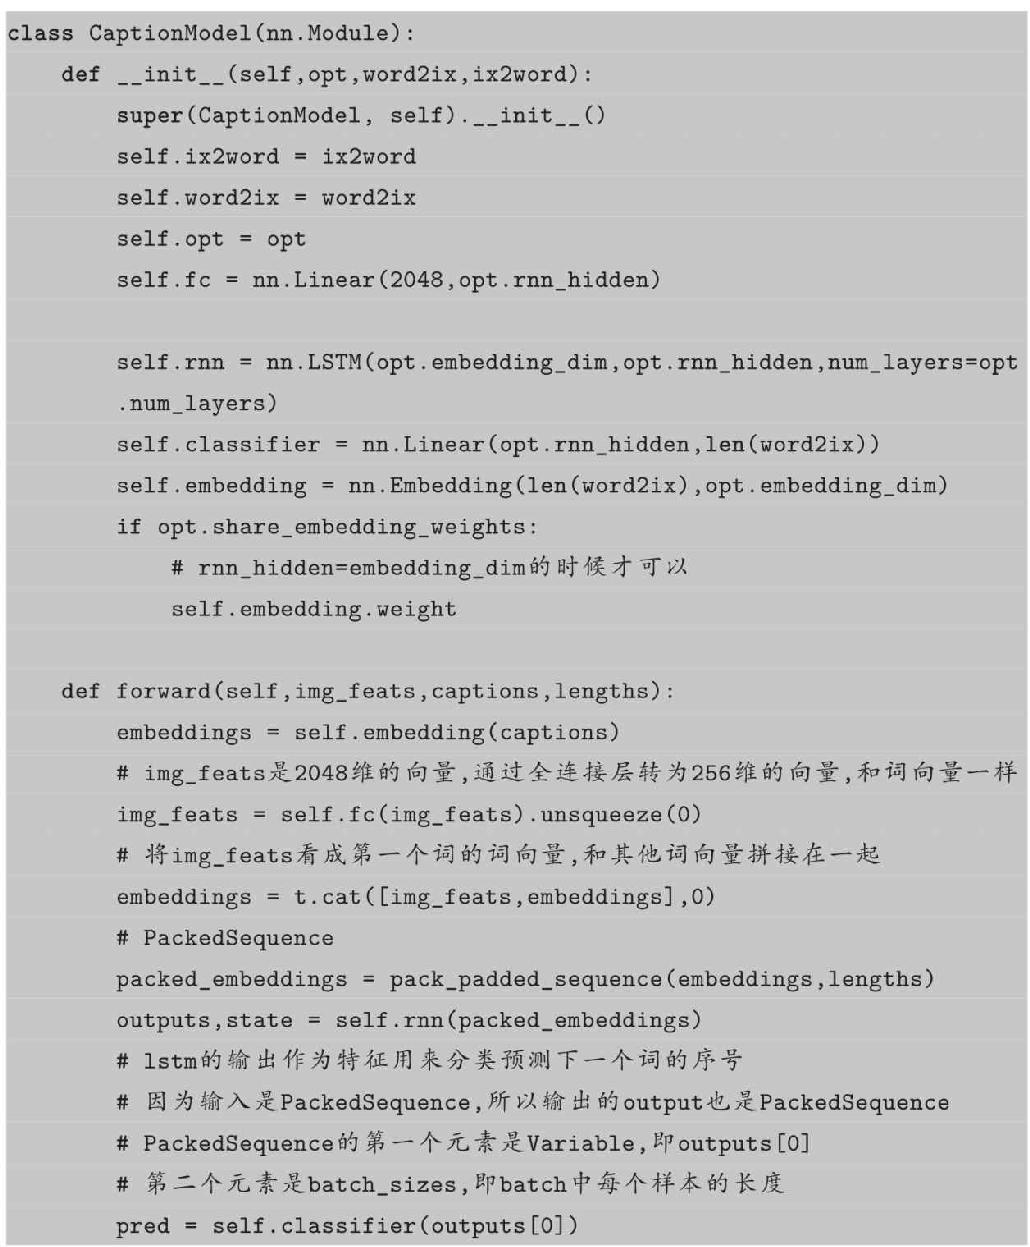 class CaptionModel(nn.Module):
    def __init__(self,opt,word2ix,ix2word):
        super(CaptionModel, self).__init__()
        self.ix2word = ix2word
        self.word2ix = word2ix
        self.opt = opt
        self.fc = nn.Linear(2048,opt.rnn_hidden)

        self.rnn = nn.LSTM(opt.embedding_dim,opt.rnn_hidden,num_layers=opt
        .num_layers)
        self.classifier = nn.Linear(opt.rnn_hidden,len(word2ix))
        self.embedding = nn.Embedding(len(word2ix),opt.embedding_dim)
        if opt.share_embedding_weights:
            # rnn_hidden=embedding_dim的时候才可以
            self.embedding.weight

    def forward(self,img_feats,captions,lengths):
        embeddings = self.embedding(captions)
        # img_feats是2048维的向量,通过全连接层转为256维的向量,和词向量一样
        img_feats = self.fc(img_feats).unsqueeze(0)
        # 将img_feats看成第一个词的词向量,和其他词向量拼接在一起
        embeddings = t.cat([img_feats,embeddings],0)
        # PackedSequence
        packed_embeddings = pack_padded_sequence(embeddings,lengths)
        outputs,state = self.rnn(packed_embeddings)
        # lstm的输出作为特征用来分类预测下一个词的序号
        # 因为输入是PackedSequence,所以输出的output也是PackedSequence
        # PackedSequence的第一个元素是Variable,即outputs[0]
        # 第二个元素是batch_sizes,即batch中每个样本的长度
        pred = self.classifier(outputs[0])